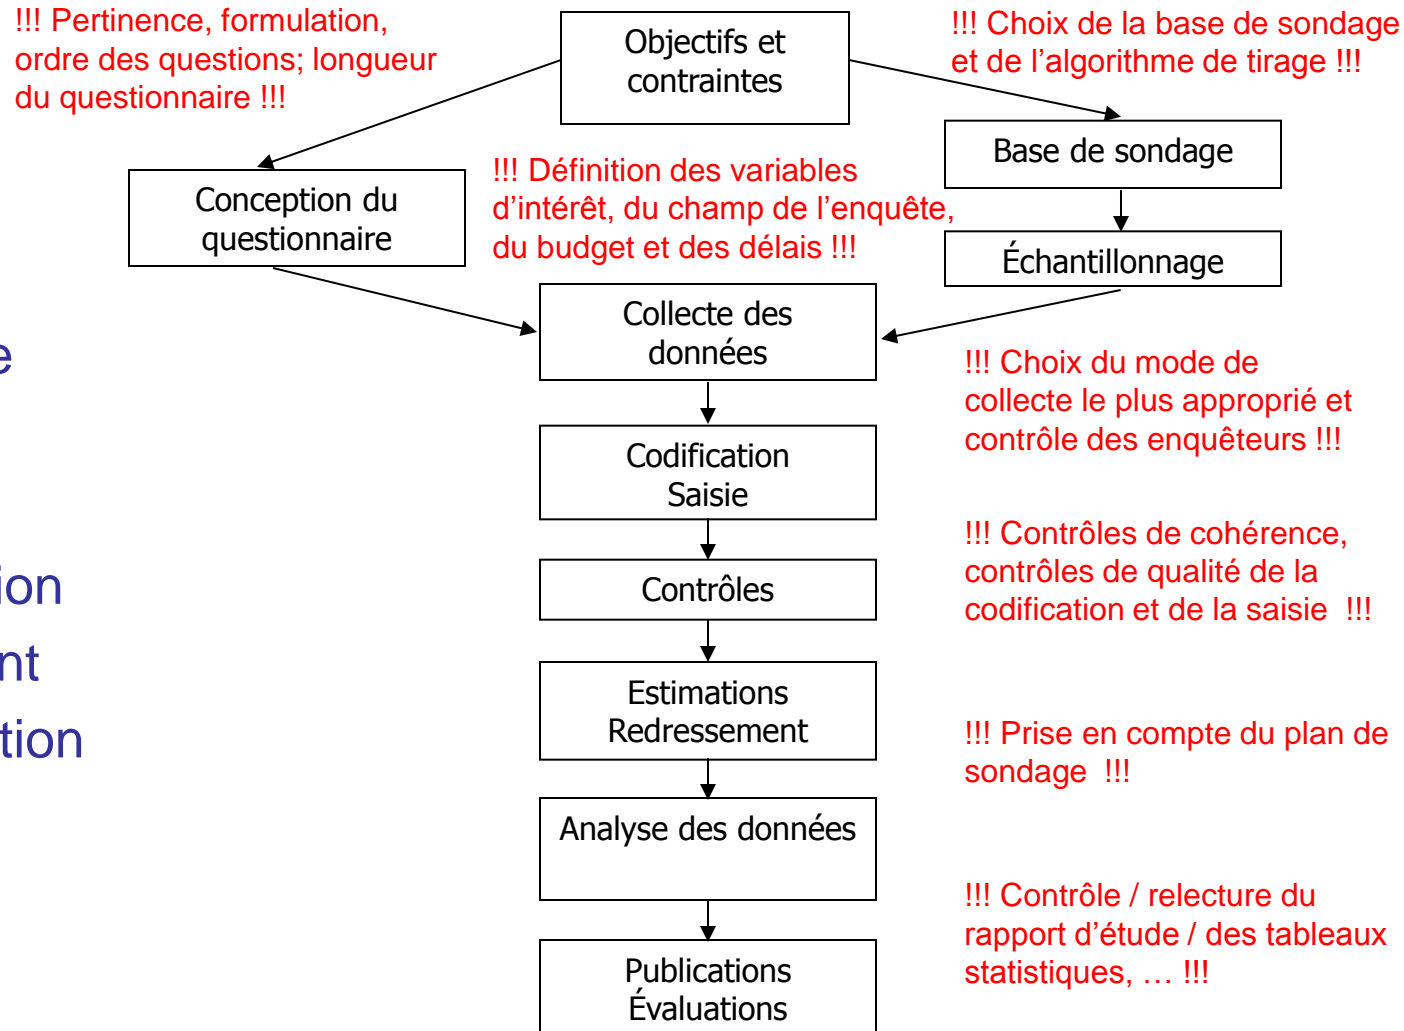 !!! Pertinence, formulation,
ordre des questions; longueur
du questionnaire !!!
Objectifs et
contraintes
!!! Choix de la base de sondage
et de l’algorithme de tirage !!!
Base de sondage
Conception du
questionnaire
!!! Définition des variables
d’intérêt, du champ de l’enquête,
du budget et des délais !!!
Échantillonnage
Collecte des
données
e
!!! Choix du mode de
collecte le plus approprié et
contrôle des enquêteurs !!!
Codification
Saisie
!!! Contrôles de cohérence,
contrôles de qualité de la
codification et de la saisie !!!
Contrôles
ion
nt
tion
Estimations
Redressement
!!! Prise en compte du plan de
sondage !!!
Analyse des données
!!! Contrôle / relecture du
rapport d’étude / des tableaux
statistiques, … !!!
Publications
Évaluations